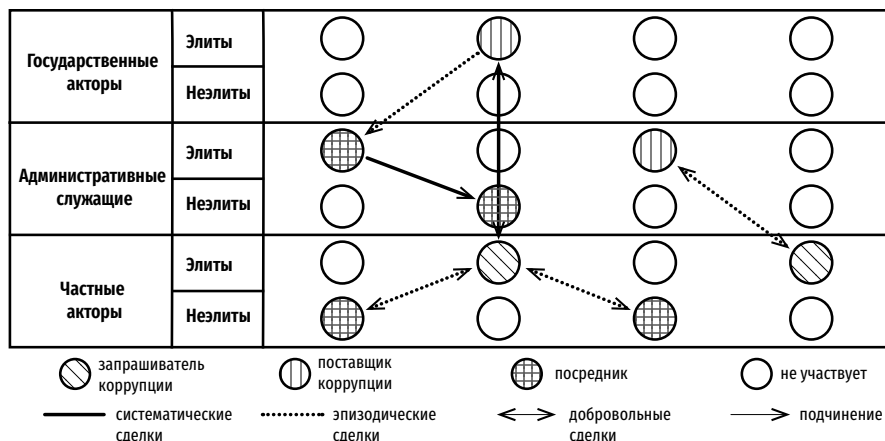 Государственные
акторы
Элиты
Неэлиты
Административные
служащие
Элиты
Неэлиты
Частные
акторы
Элиты
Неэлиты
запрашиватель
коррупции
поставщик
коррупции
посредник
не участвует
систематические
сделки
эпизодические
сделки
добровольные
сделки
подчинение